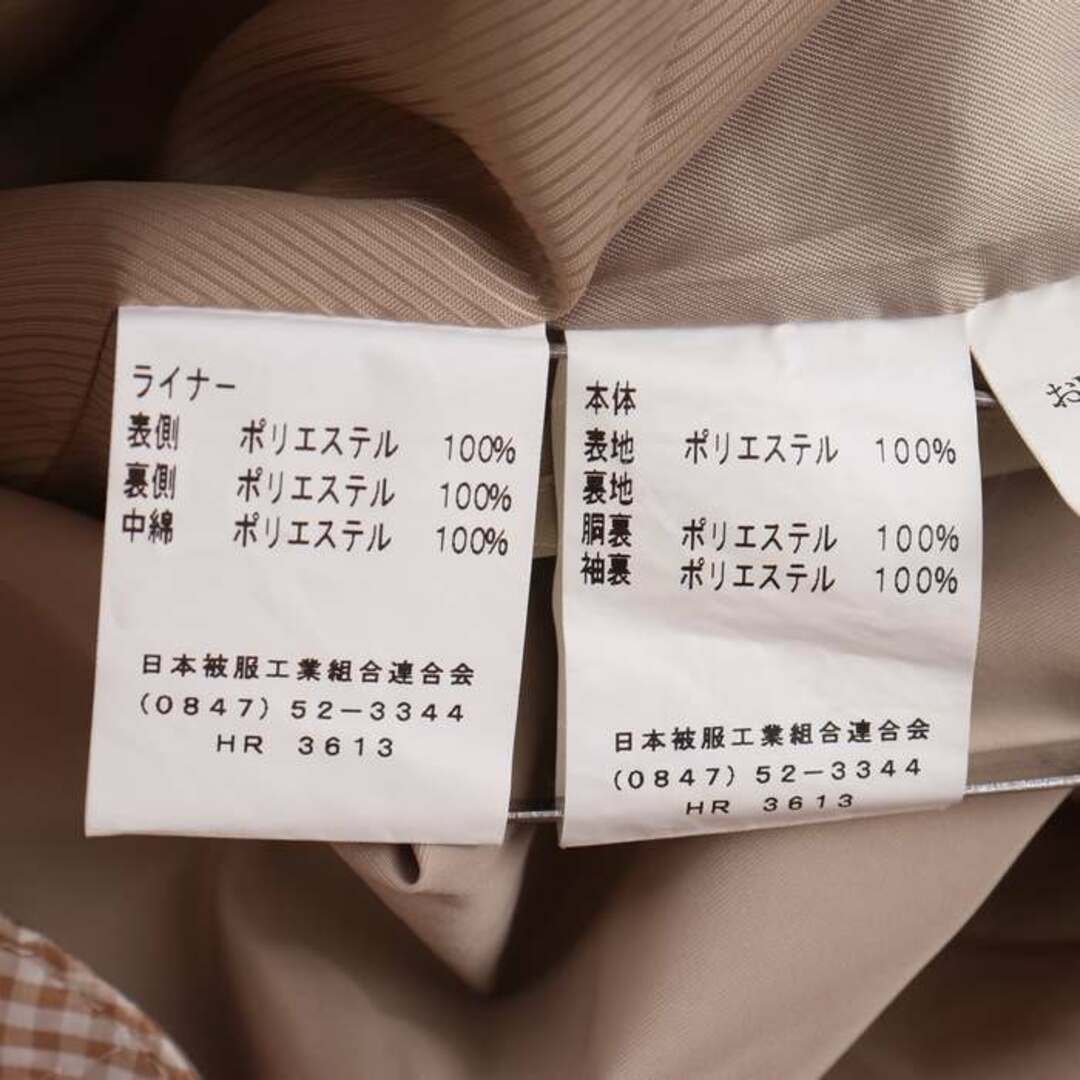 ライナー
表側 ポリエステル 100%
裏側 ポリエステル 100%
中綿 ポリエステル 100%
日本被服工業組合連合会
(0847) 52-3344
HR 3613
本体
表地 ポリエステル 100%
裏地
胴裏 ポリエステル 100%
袖裏 ポリエステル 100%
日本被服工業組合連合会
(0847) 52-3344
HR 3613